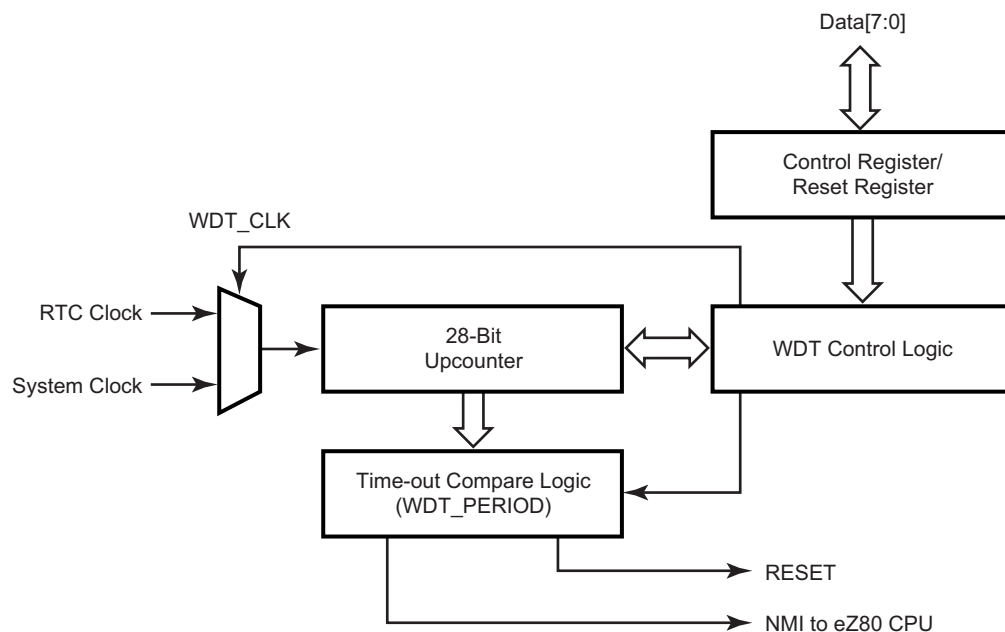 Data[7:0]
Control Register/
Reset Register
WDT_CLK
RTC Clock
System Clock
28-Bit
Upcounter
WDT Control Logic
Time-out Compare Logic
(WDT_PERIOD)
RESET
NMI to eZ80 CPU